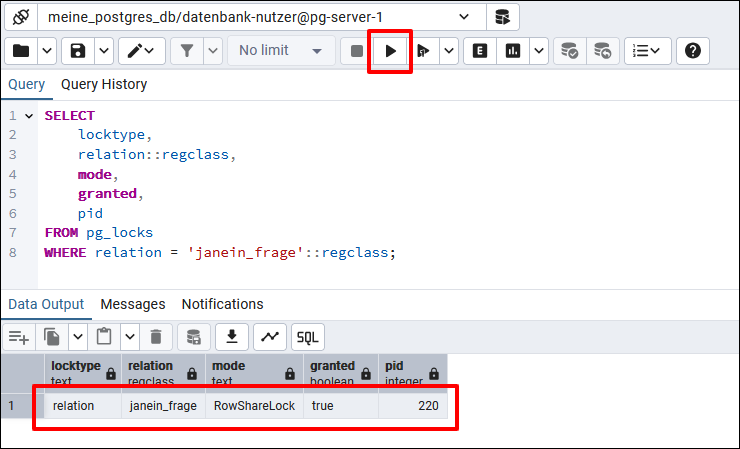 meine_postgres_db/datenbank-nutzer@pg-server-1
No limit
E
Query Query History
1 SELECT
2 locktype,
3 relation::regclass,
4 mode,
5 granted,
6 pid
7 FROM pg_locks
8 WHERE relation = 'janein_frage'::regclass;
Data Output Messages Notifications
SQL
locktype relation mode granted pid
text regclass text boolean integer
1 relation janein_frage RowShareLock true 220